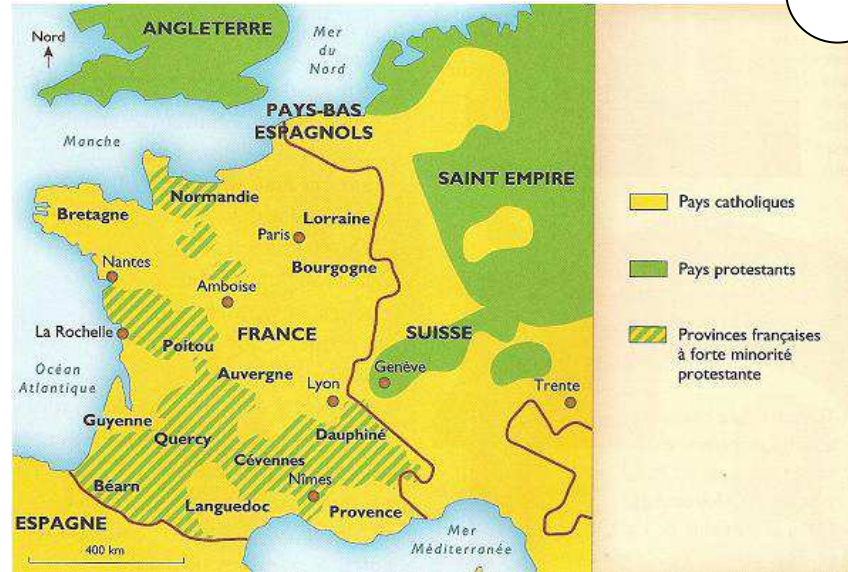 Nord
ANGLETERRE
Mer
du
Nord
PAYS-BAS
ESPAGNOLS
Manche
SAINT EMPIRE
Normandie
Bretagne
Lorraine
Paris
Nantes
Bourgogne
Amboise
La Rochelle
FRANCE
SUISSE
Poitou
Océan
Atlantique
Auvergne
Genève
Lyon
Trente
Guyenne
Quercy
Dauphiné
Cévennes
Béarn
Nîmes
Languedoc
Provence
ESPAGNE
Mer
Méditerranée
400 km
Pays catholiques
Pays protestants
Provinces françaises
à forte minorité
protestante